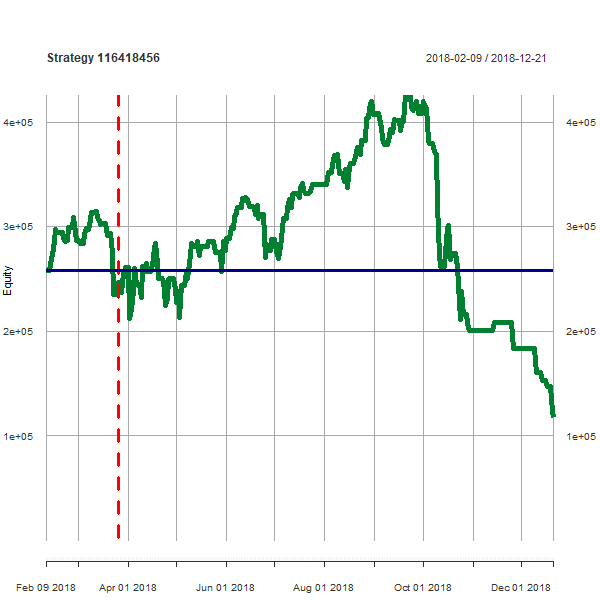 Strategy 116418456
2018-02-09 / 2018-12-21
4e+05
4e+05
3e+05
3e+05
Equity
2e+05
2e+05
1e+05
1e+05
Feb 09 2018
Apr 01 2018
Jun 01 2018
Aug 01 2018
Oct 01 2018
Dec 01 2018